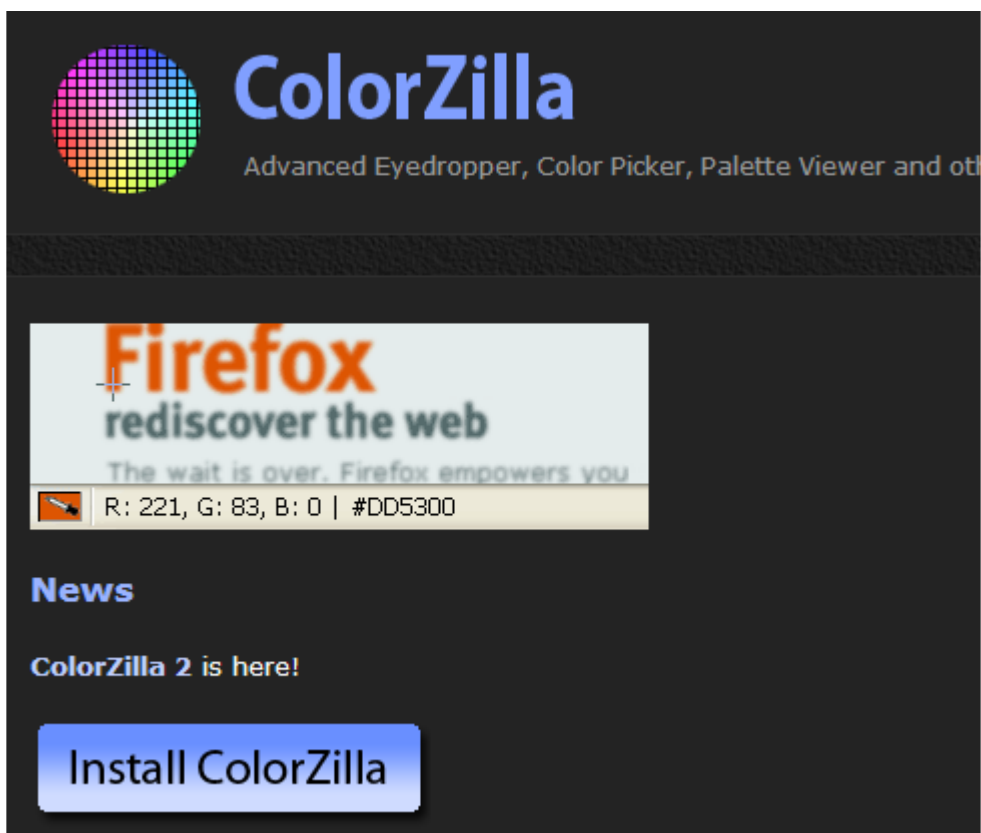 ColorZilla
Advanced Eyedropper, Color Picker, Palette Viewer and oth
Firefox
rediscover the web
The wait is over. Firefox empowers you
R: 221, G: 83, B: 0 | #DD5300
News
ColorZilla 2 is here!
Install ColorZilla